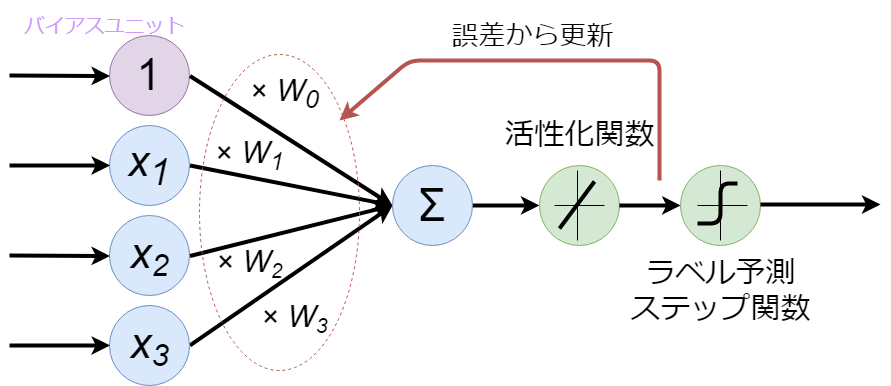 バイアスユニット
誤差から更新
1
× W₀
活性化関数
x₁
× W₁
Σ
x₂
× W₂
ラベル予測
ステップ関数
x₃
× W₃